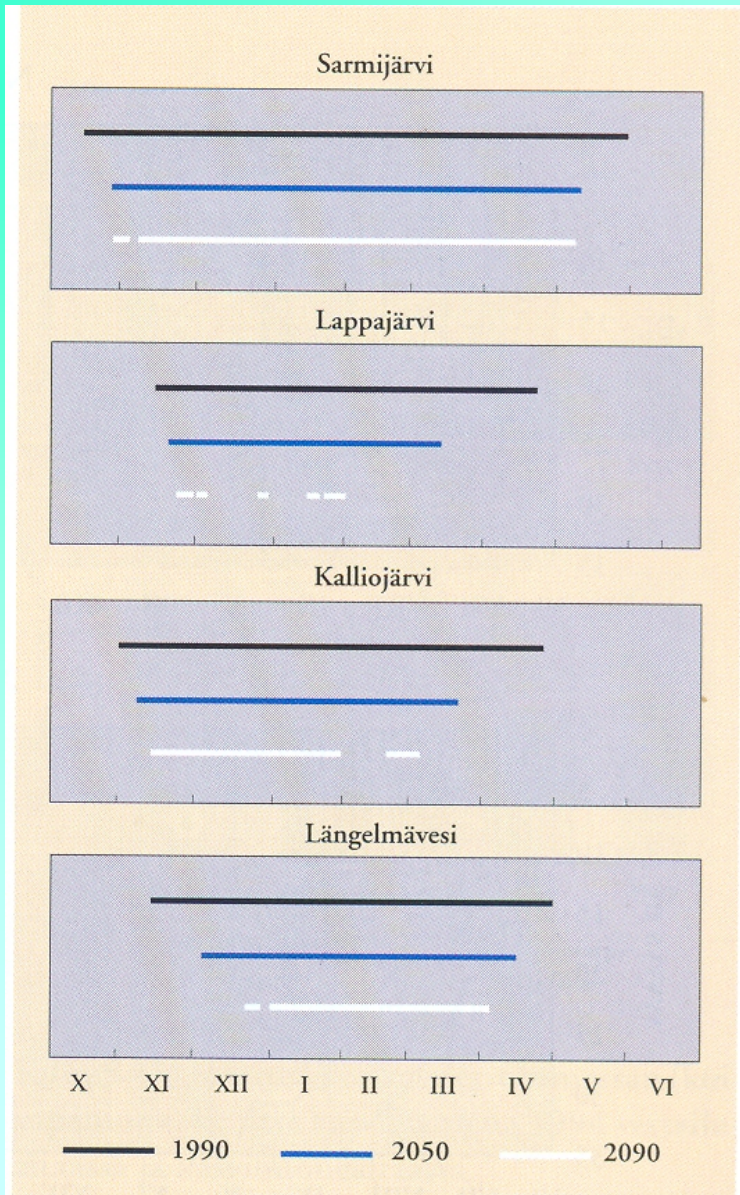 Sarmijärvi
Lappajärvi
Kalliojärvi
Längelmävesi
X XI XII I II III IV V VI
1990 2050 2090